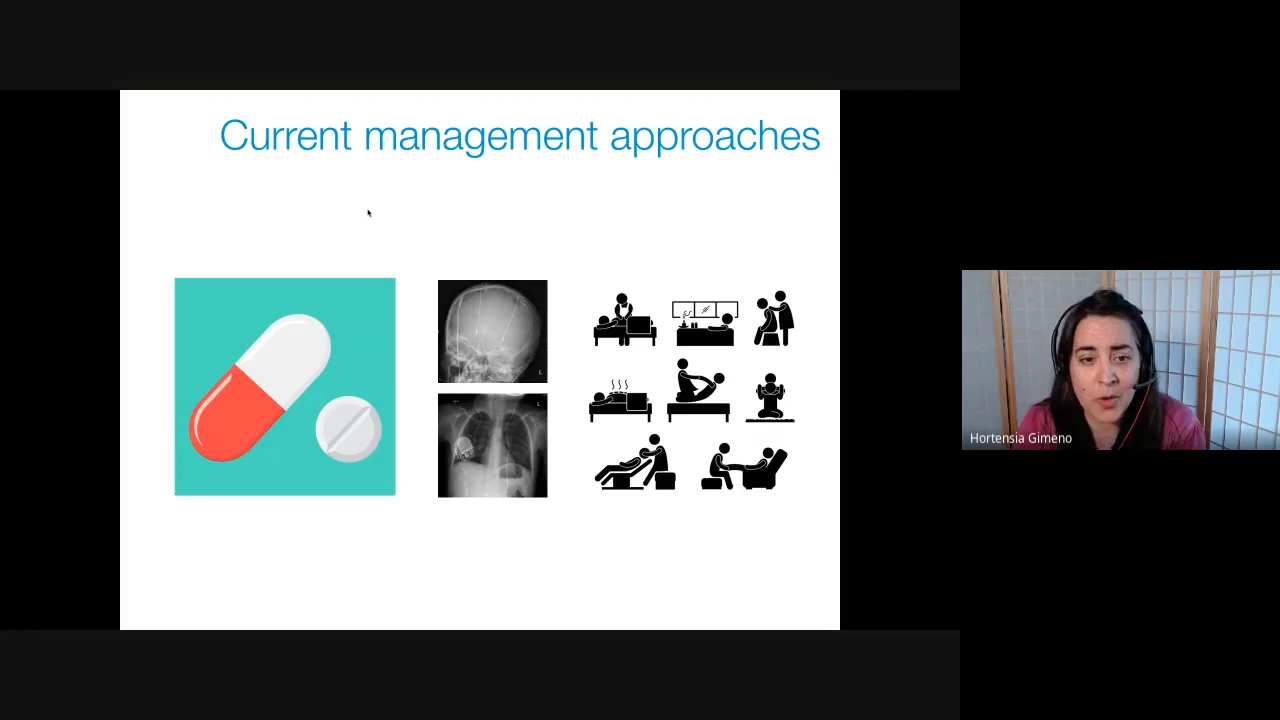 Current management approaches
L
L
Hortensia Gimeno